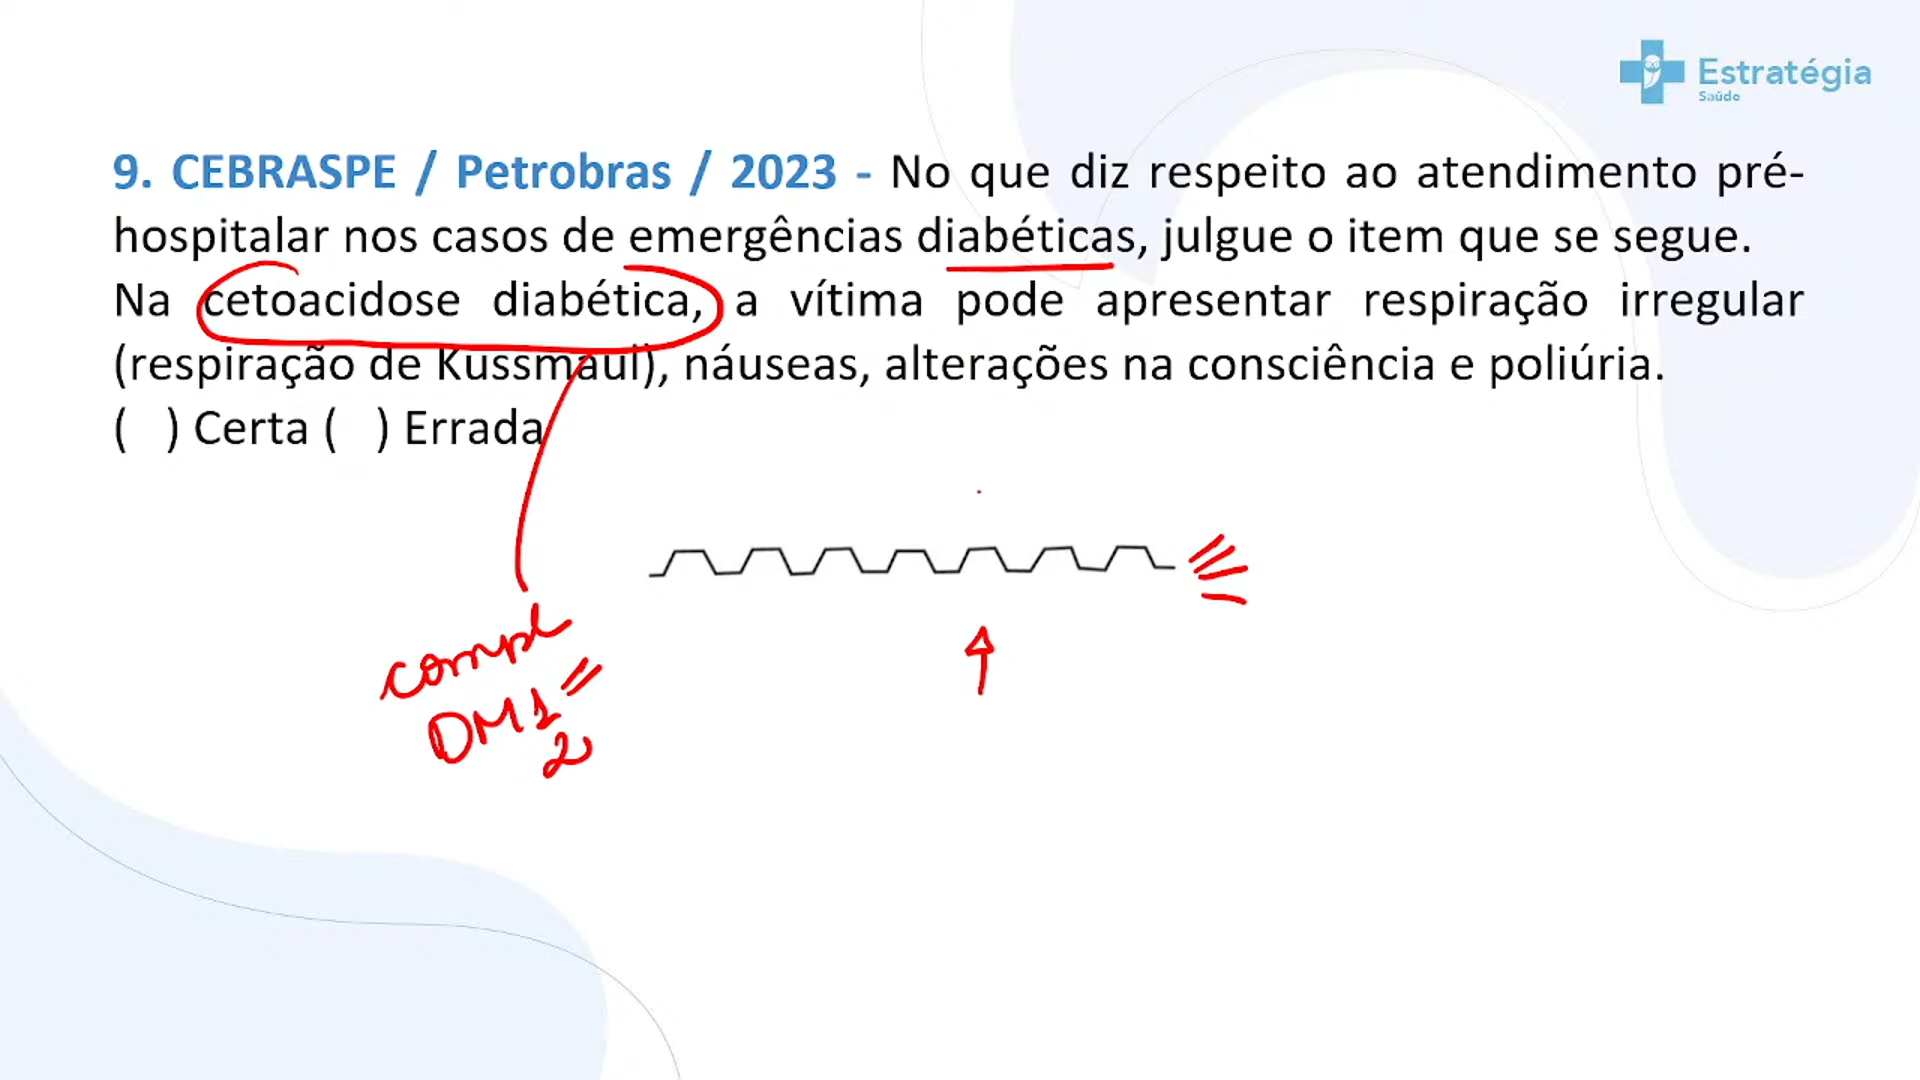 Estratégia
Saúde
9. CEBRASPE / Petrobras / 2023 - No que diz respeito ao atendimento pré-
hospitalar nos casos de emergências diabéticas, julgue o item que se segue.
Na cetoacidose diabética, a vítima pode apresentar respiração irregular
(respiração de Kussmaul), náuseas, alterações na consciência e poliúria.
( ) Certa ( ) Errada
compl
DM1
2